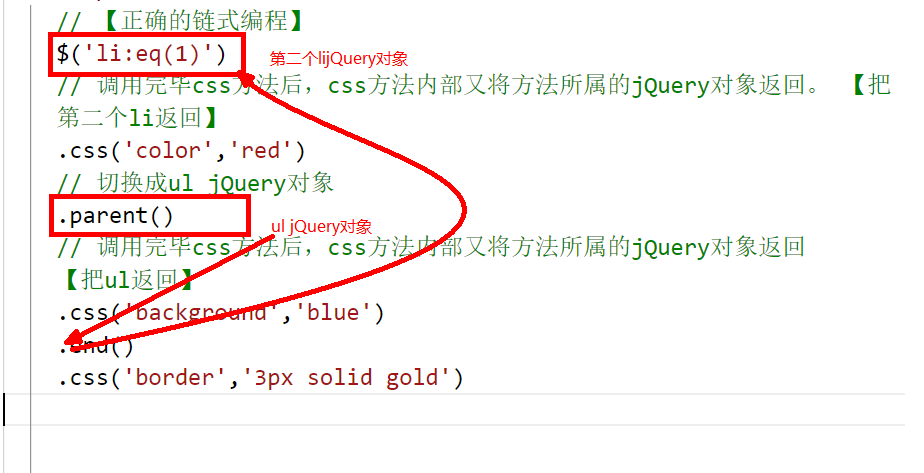 // 【正确的链式编程】
$('li:eq(1)')
第二个lijQuery对象
// 调用完毕css方法后，css方法内部又将方法所属的jQuery对象返回。 【把
第二个li返回】
.css('color','red')
// 切换成ul jQuery对象
.parent()
ul jQuery对象
// 调用完毕css方法后，css方法内部又将方法所属的jQuery对象返回
【把ul返回】
.css('background','blue')
.end()
.css('border','3px solid gold')